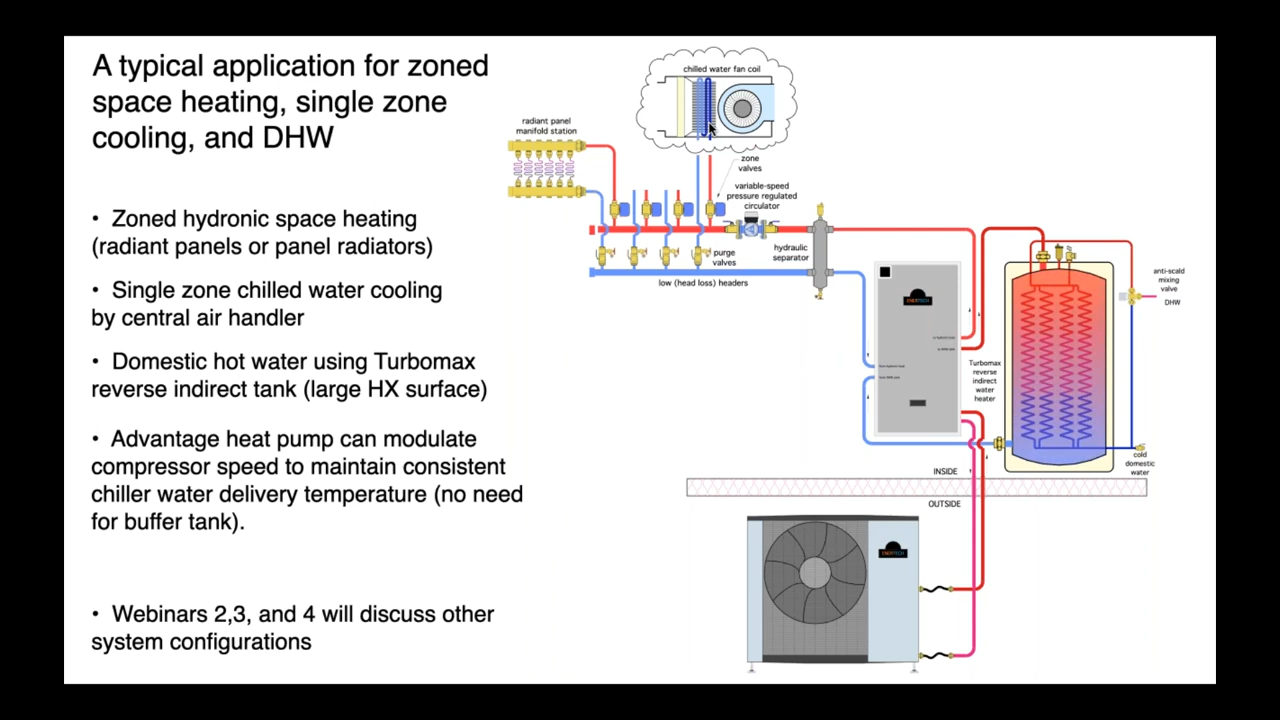 A typical application for zoned
space heating, single zone
cooling, and DHW
• Zoned hydronic space heating
(radiant panels or panel radiators)
• Single zone chilled water cooling
by central air handler
• Domestic hot water using Turbomax
reverse indirect tank (large HX surface)
• Advantage heat pump can modulate
compressor speed to maintain consistent
chiller water delivery temperature (no need
for buffer tank).
• Webinars 2,3, and 4 will discuss other
system configurations
chilled water fan coil
radiant panel
manifold station
zone
valves
variable-speed
pressure regulated
circulator
purge
valves
hydraulic
separator
low (head loss) headers
anti-scald
mixing
valve
DHW
ENERTECH
Turbomax
reverse
indirect
water
heater
cold
domestic
water
INSIDE
OUTSIDE
ENERTECH